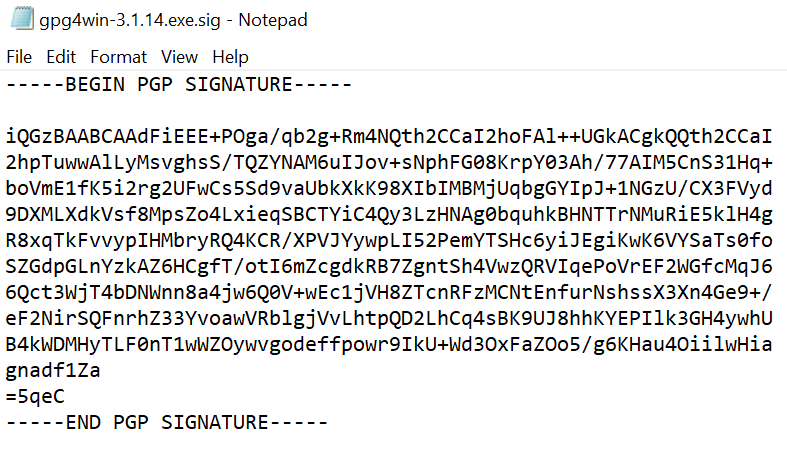 gpg4win-3.1.14.exe.sig - Notepad
File Edit Format View Help
-----BEGIN PGP SIGNATURE-----
iQGzBAABCAAdFiEEE+POga/qb2g+Rm4NQth2CCaI2hoFAl++UGkACgkQQth2CCaI
2hpTuwwAlLyMsvghsS/TQZYNAM6uIJov+sNphFG08KrpY03Ah/77AIM5CnS31Hq+
boVmE1fK5i2rg2UFwCs5Sd9vaUbkXkK98XIbIMBMjUqbgGYIpJ+1NGzU/CX3FVyd
9DXMLXdkVsf8MpsZo4LxieqSBCTYiC4Qy3LzHNAg0bquhkBHNTTrNMuRiE5klH4g
R8xqTkFvvypIHMbryRQ4KCR/XPVJYywpLI52PemYTSHc6yiJEgiKwK6VYSaTs0fo
SZGdpGLnYzkAZ6HCgfT/otI6mZcgdkRB7ZgntSh4VwzQRVIqePoVrEF2WGfcMqJ6
6Qct3WjT4bDNWnn8a4jw6Q0V+wEc1jVH8ZTcnRFzMCNtEnfurNshssX3Xn4Ge9+/
eF2NirSQFnrhZ33YvoawVRblgjVvLhtpQD2LhCq4sBK9UJ8hhKYEPIlk3GH4ywhU
B4kWDMHyTLF0nT1wWZOywvgodeffpowr9IkU+Wd3OxFaZOo5/g6KHau4OiilwHia
gnadf1Za
=5qeC
-----END PGP SIGNATURE-----